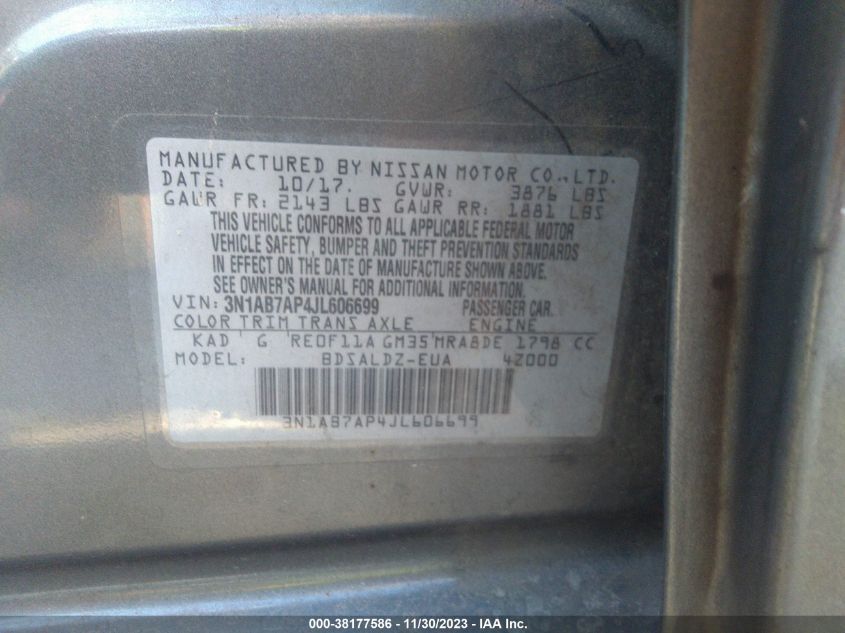 MANUFACTURED BY NISSAN MOTOR CO., LTD.
DATE: 10/17. GVWR: 3876 LBS
GAWR FR: 2143 LBS GAWR RR: 1881 LBS
THIS VEHICLE CONFORMS TO ALL APPLICABLE FEDERAL MOTOR
VEHICLE SAFETY, BUMPER AND THEFT PREVENTION STANDARDS
IN EFFECT ON THE DATE OF MANUFACTURE SHOWN ABOVE.
SEE OWNER'S MANUAL FOR ADDITIONAL INFORMATION.
VIN: 3N1AB7AP4JL606699 PASSENGER CAR.
COLOR TRIM TRANS AXLE ENGINE
KAD G RE0F11A GM35 MRA8DE 1798 CC
MODEL: BDSALDZ-EUA 4Z000
3N1AB7AP4JL606699
000-38177586 - 11/30/2023 - IAA Inc.